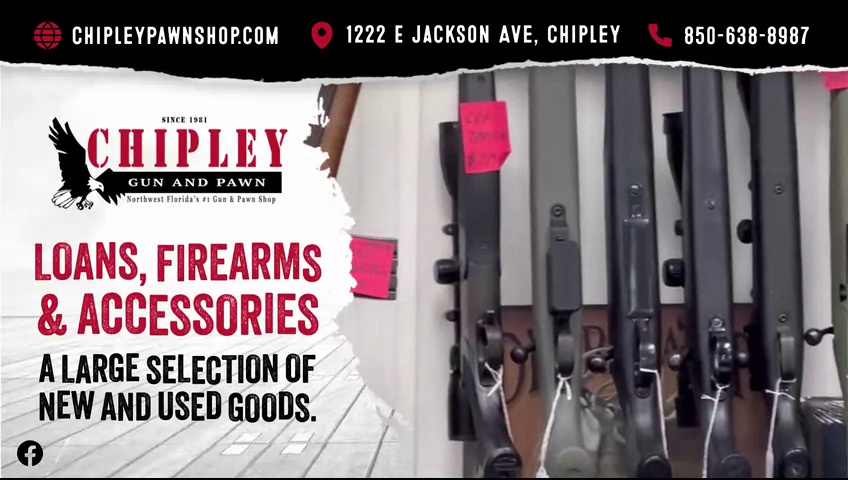 CHIPLEYPAWNSHOP.COM
1222 E JACKSON AVE, CHIPLEY
850-638-8987
SINCE 1981
CHIPLEY
GUN AND PAWN
Northwest Florida's #1 Gun & Pawn Shop
LOANS, FIREARMS
& ACCESSORIES
A LARGE SELECTION OF
NEW AND USED GOODS.